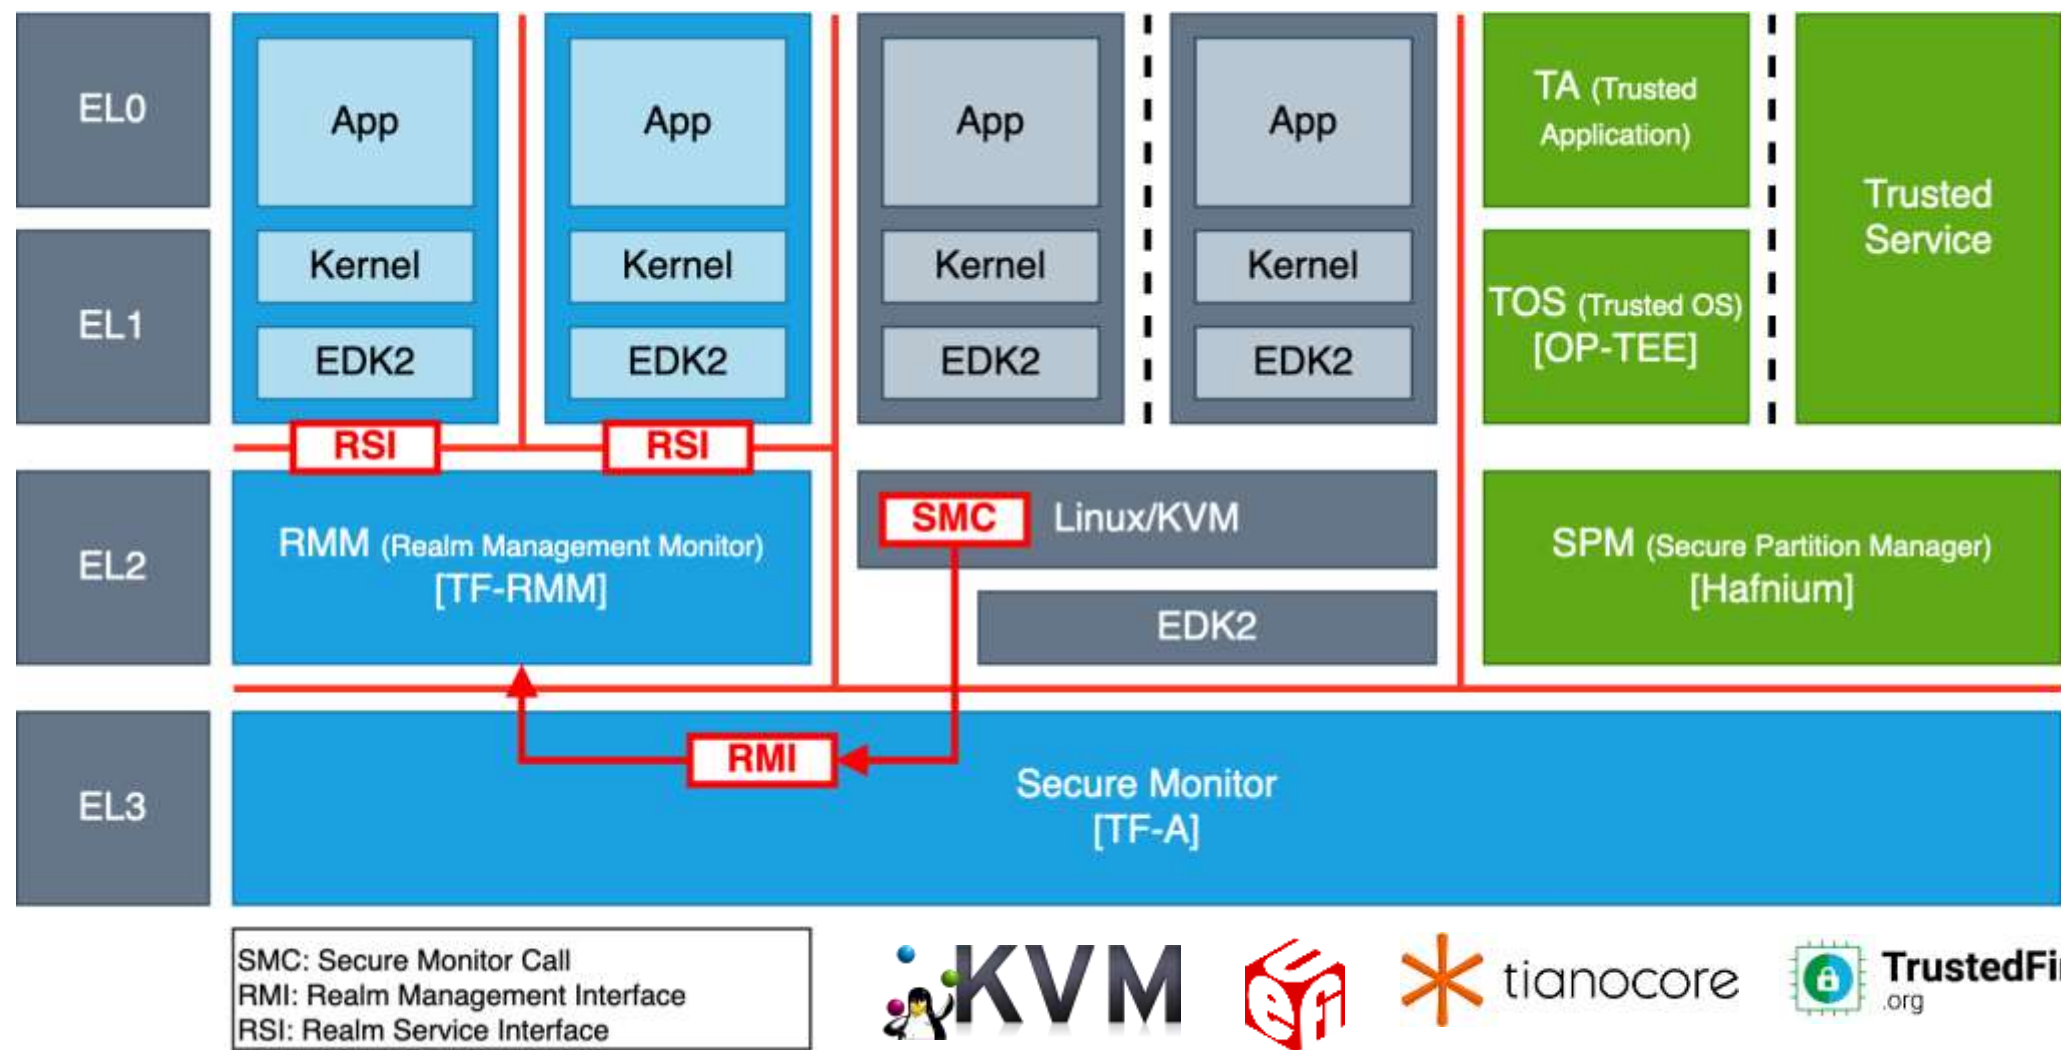 EL0
App
App
App
App
TA (Trusted
Application)
Trusted
Service
EL1
Kernel
Kernel
Kernel
Kernel
EDK2
EDK2
EDK2
EDK2
TOS (Trusted OS)
[OP-TEE]
RSI
RSI
EL2
RMM (Realm Management Monitor)
[TF-RMM]
SMC
Linux/KVM
EDK2
SPM (Secure Partition Manager)
[Hafnium]
EL3
RMI
Secure Monitor
[TF-A]
SMC: Secure Monitor Call
RMI: Realm Management Interface
RSI: Realm Service Interface
KVM
UEFI
tianocore
TrustedFi
.org